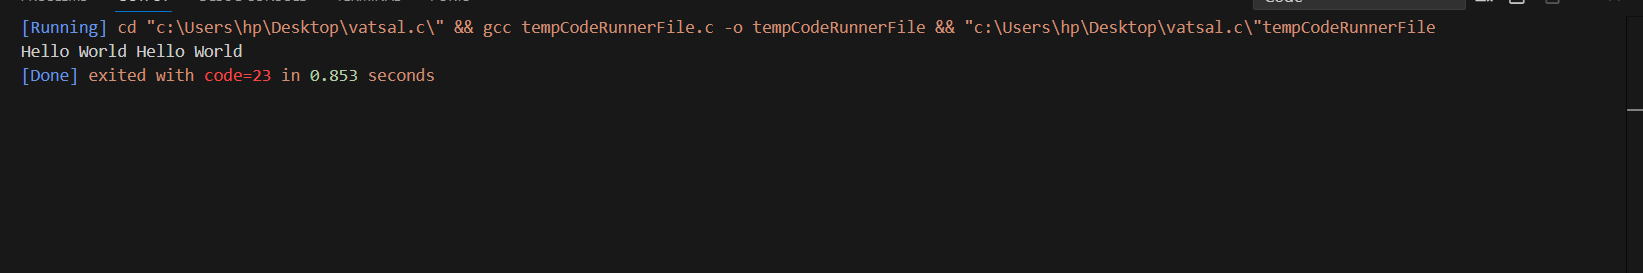 Code
[Running] cd "c:\Users\hp\Desktop\vatsal.c\" && gcc tempCodeRunnerFile.c -o tempCodeRunnerFile && "c:\Users\hp\Desktop\vatsal.c\"tempCodeRunnerFile
Hello World Hello World
[Done] exited with code=23 in 0.853 seconds